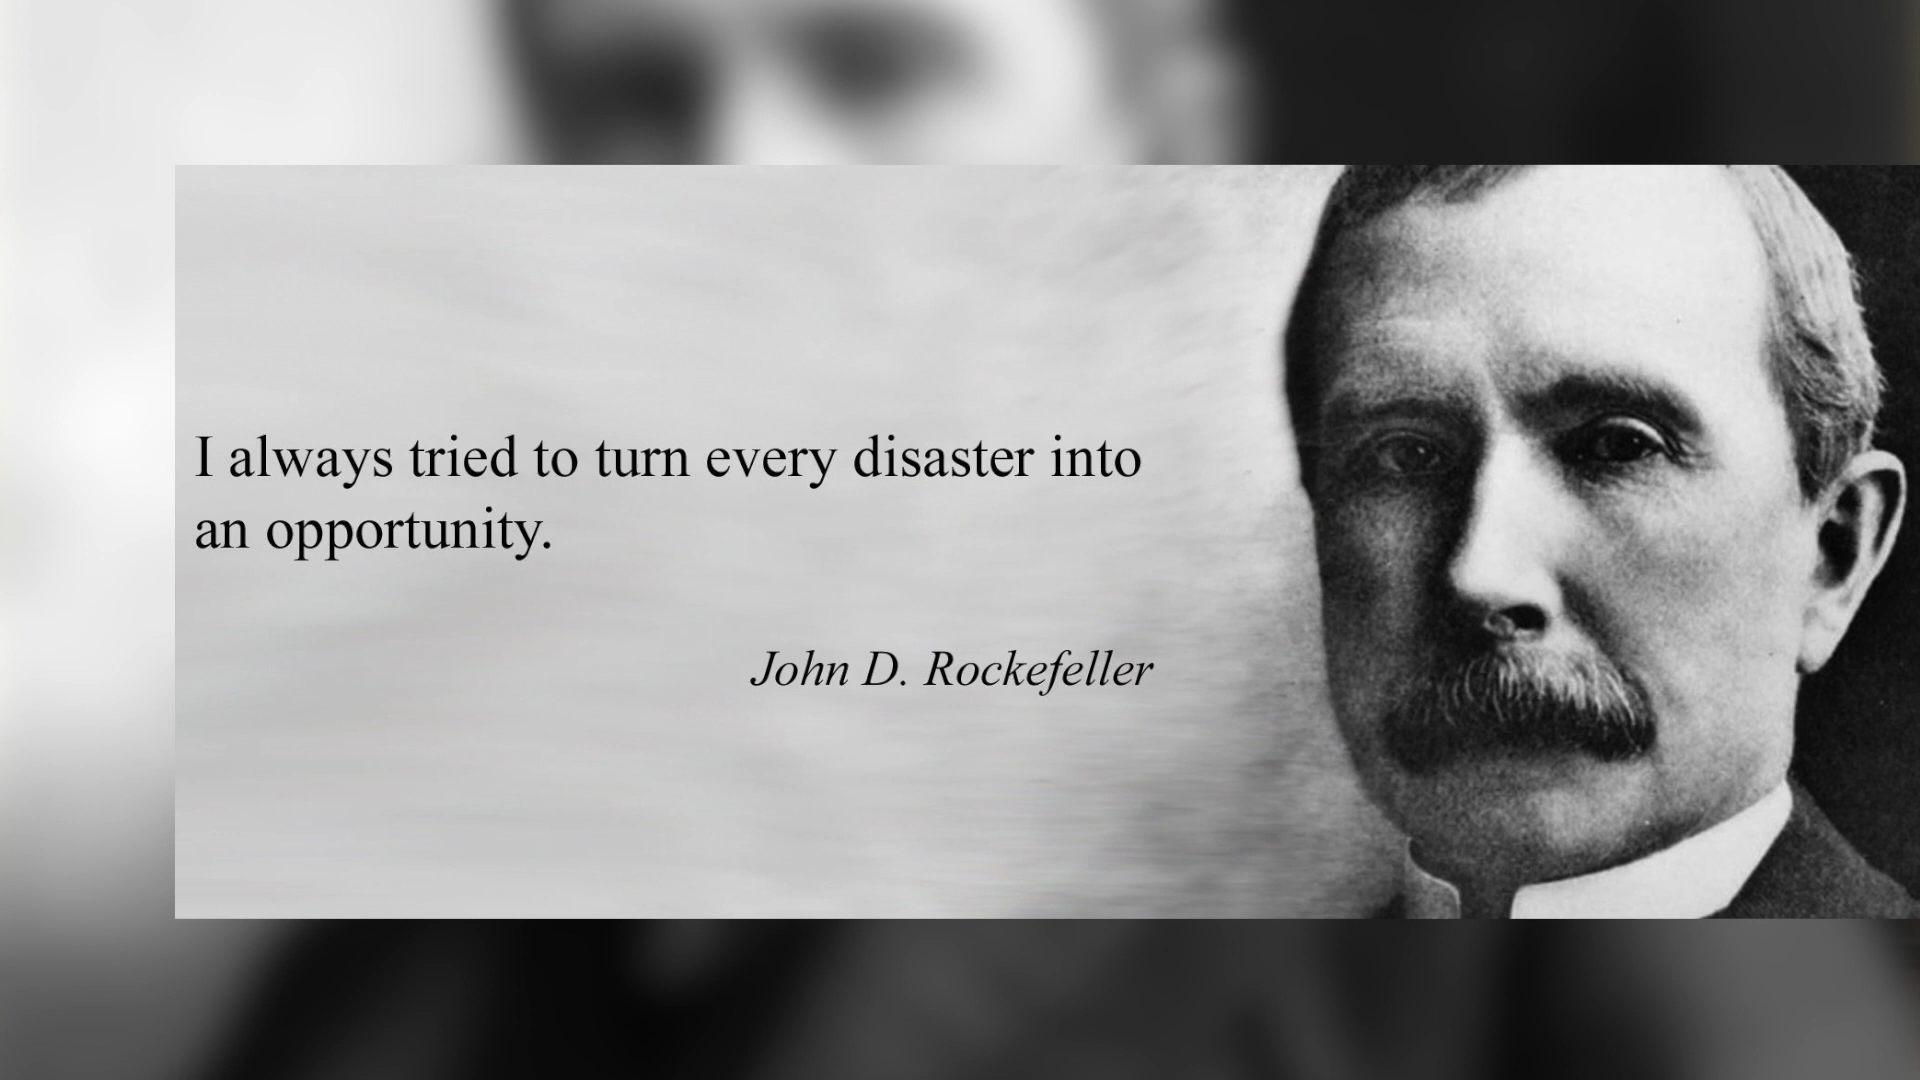 I always tried to turn every disaster into
an opportunity.
John D. Rockefeller